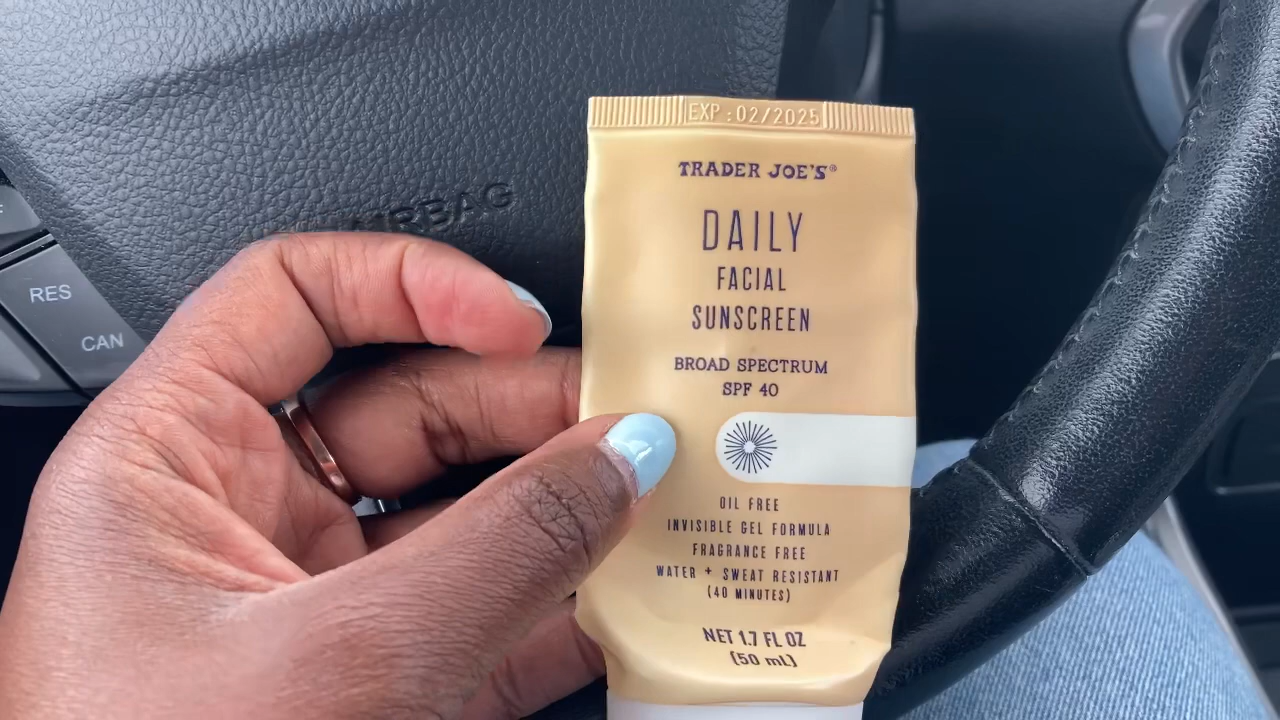 EXP : 02/2025
TRADER JOE'S®
DAILY
FACIAL
SUNSCREEN
BROAD SPECTRUM
SPF 40
OIL FREE
INVISIBLE GEL FORMULA
FRAGRANCE FREE
WATER + SWEAT RESISTANT
(40 MINUTES)
NET 1.7 FL OZ
(50 mL)
AIRBAG
RES
CAN